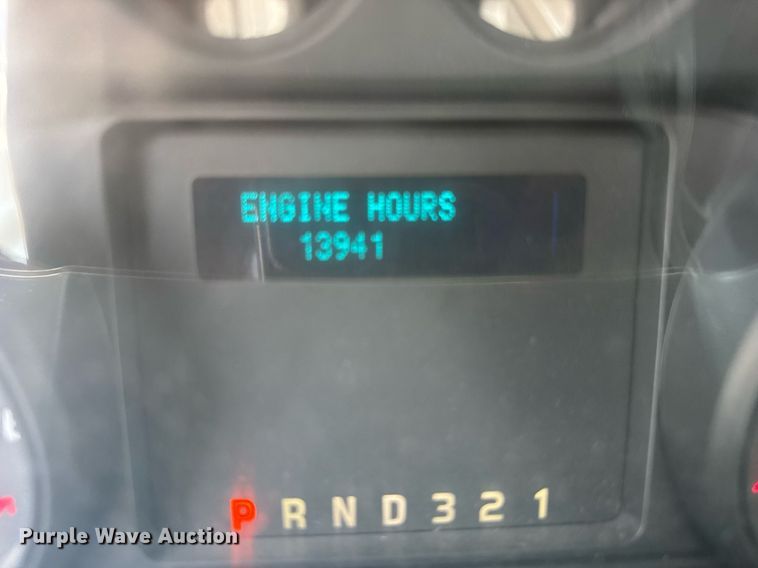 ENGINE HOURS
13941
P R N D 3 2 1
Purple Wave Auction